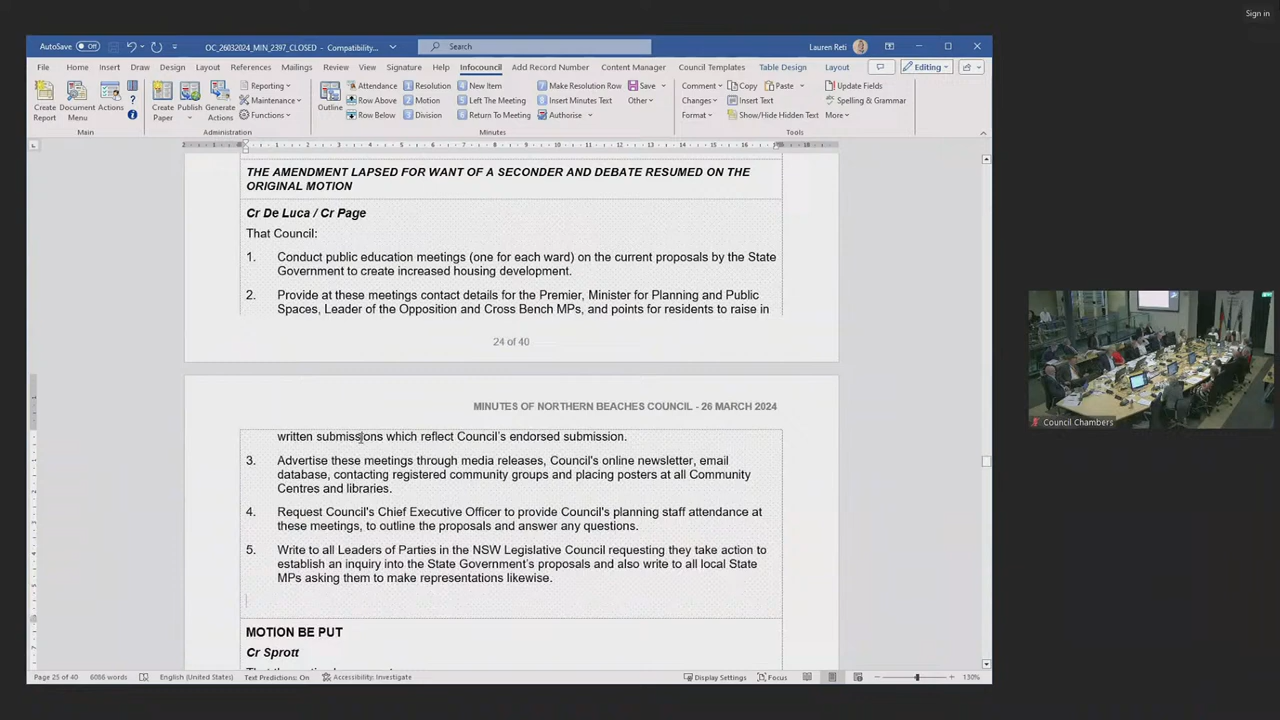 Sign in
AutoSave Off
OC_26032024_MIN_2397_CLOSED - Compatibility...
Search
Lauren Reti
File Home Insert Draw Design Layout References Mailings Review View Signature Help Infocouncil Add Record Number Content Manager Council Templates Table Design Layout Editing
Create Report
Document Menu
Actions
Main
Create Paper
Publish
Generate Actions
Reporting
Maintenance
Functions
Administration
Outline
Attendance
Row Above
Row Below
1 Resolution
2 Motion
3 Division
4 New Item
5 Left The Meeting
6 Return To Meeting
7 Make Resolution Row
8 Insert Minutes Text
9 Authorise
Save
Other
Minutes
Comment
Changes
Format
Copy
Paste
Insert Text
Show/Hide Hidden Text
Update Fields
Spelling & Grammar
More
Tools
THE AMENDMENT LAPSED FOR WANT OF A SECONDER AND DEBATE RESUMED ON THE
ORIGINAL MOTION
Cr De Luca / Cr Page
That Council:
1. Conduct public education meetings (one for each ward) on the current proposals by the State
Government to create increased housing development.
2. Provide at these meetings contact details for the Premier, Minister for Planning and Public
Spaces, Leader of the Opposition and Cross Bench MPs, and points for residents to raise in
24 of 40
MINUTES OF NORTHERN BEACHES COUNCIL - 26 MARCH 2024
written submissions which reflect Council's endorsed submission.
3. Advertise these meetings through media releases, Council's online newsletter, email
database, contacting registered community groups and placing posters at all Community
Centres and libraries.
4. Request Council's Chief Executive Officer to provide Council's planning staff attendance at
these meetings, to outline the proposals and answer any questions.
5. Write to all Leaders of Parties in the NSW Legislative Council requesting they take action to
establish an inquiry into the State Government's proposals and also write to all local State
MPs asking them to make representations likewise.
MOTION BE PUT
Cr Sprott
Page 25 of 40 6086 words English (United States) Text Predictions: On Accessibility: Investigate Display Settings Focus 130%
Council Chambers